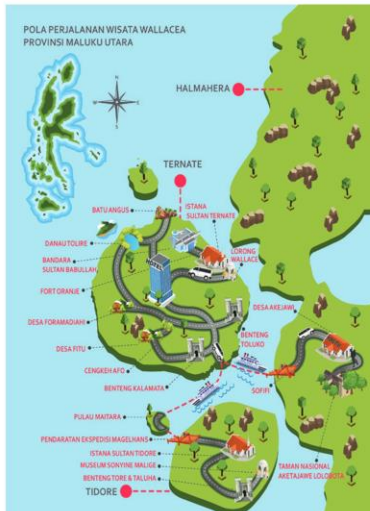 POLA PERJALANAN WISATA WALLACEA
PROVINSI MALUKU UTARA
HALMAHERA
TERNATE
BATU ANGUS
ISTANA
SULTAN TERNATE
DANAU TOLIRE
LORONG
WALLACE
BANDARA
SULTAN BABULLAH
FORT ORANJE
DESA AKEJAWI
DESA FORAMADIAHI
BENTENG
TOLUKO
DESA FITU
CENGKEH AFO
SOFIFI
BENTENG KALAMATA
PULAU MAITARA
PENDARATAN EKSPEDISI MAGELHANS
TAMAN NASIONAL
AKETAJAWE LOLOBOTA
ISTANA SULTAN TIDORE
MUSEUM SONYINE MALIGE
BENTENG TORE & TALUHA
TIDORE